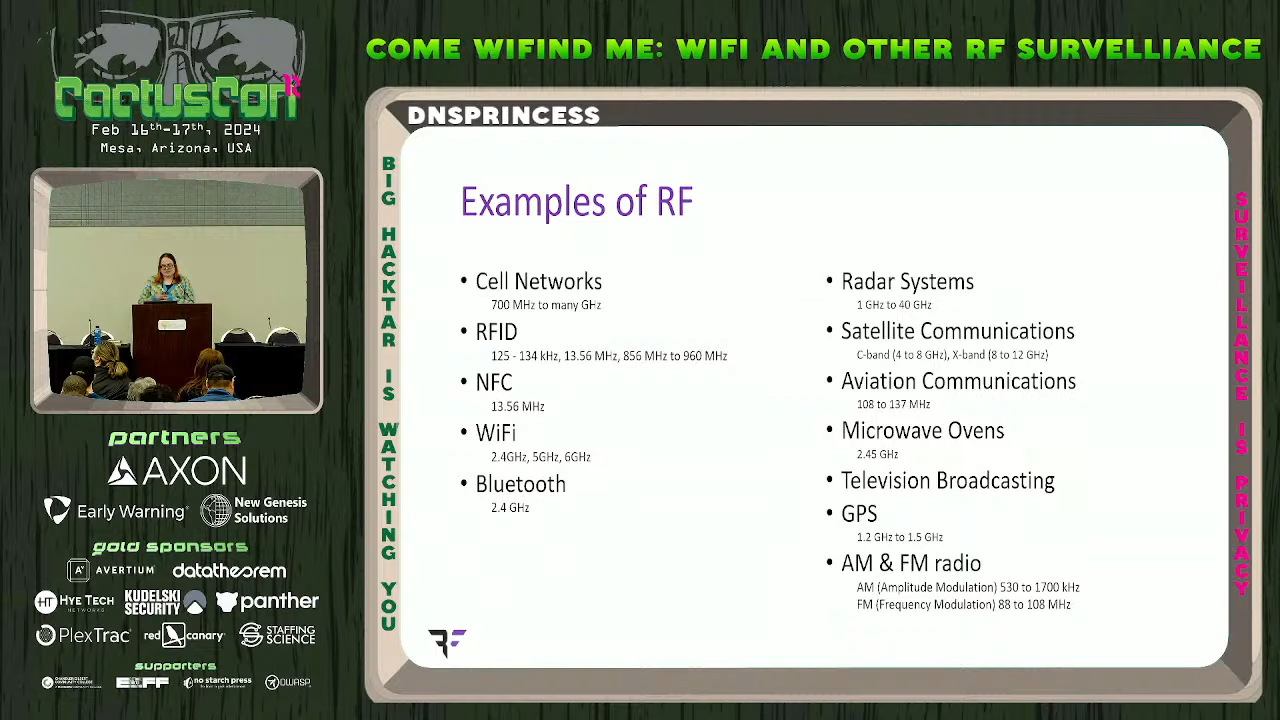 COME WIFIND ME: WIFI AND OTHER RF SURVELLIANCE
CactusCon
Feb 16th-17th, 2024
Mesa, Arizona, USA
DNSPRINCESS
BIG HACKTAR IS WATCHING YOU
Examples of RF
• Cell Networks
700 MHz to many GHz
• RFID
125 - 134 kHz, 13.56 MHz, 856 MHz to 960 MHz
• NFC
13.56 MHz
• WiFi
2.4GHz, 5GHz, 6GHz
• Bluetooth
2.4 GHz
• Radar Systems
1 GHz to 40 GHz
• Satellite Communications
C-band (4 to 8 GHz), X-band (8 to 12 GHz)
• Aviation Communications
108 to 137 MHz
• Microwave Ovens
2.45 GHz
• Television Broadcasting
• GPS
1.2 GHz to 1.5 GHz
• AM & FM radio
AM (Amplitude Modulation) 530 to 1700 kHz
FM (Frequency Modulation) 88 to 108 MHz
RF
SURVEILLANCE IS PRIVACY
partners
AXON
Early Warning
New Genesis
Solutions
gold sponsors
AVERTIUM
datatheorem
HT HYE TECH
NETWORKS
KUDELSKI
SECURITY
panther
PlexTrac
red canary
STAFFING
SCIENCE
supporters
EFF
no starch press
OWASP